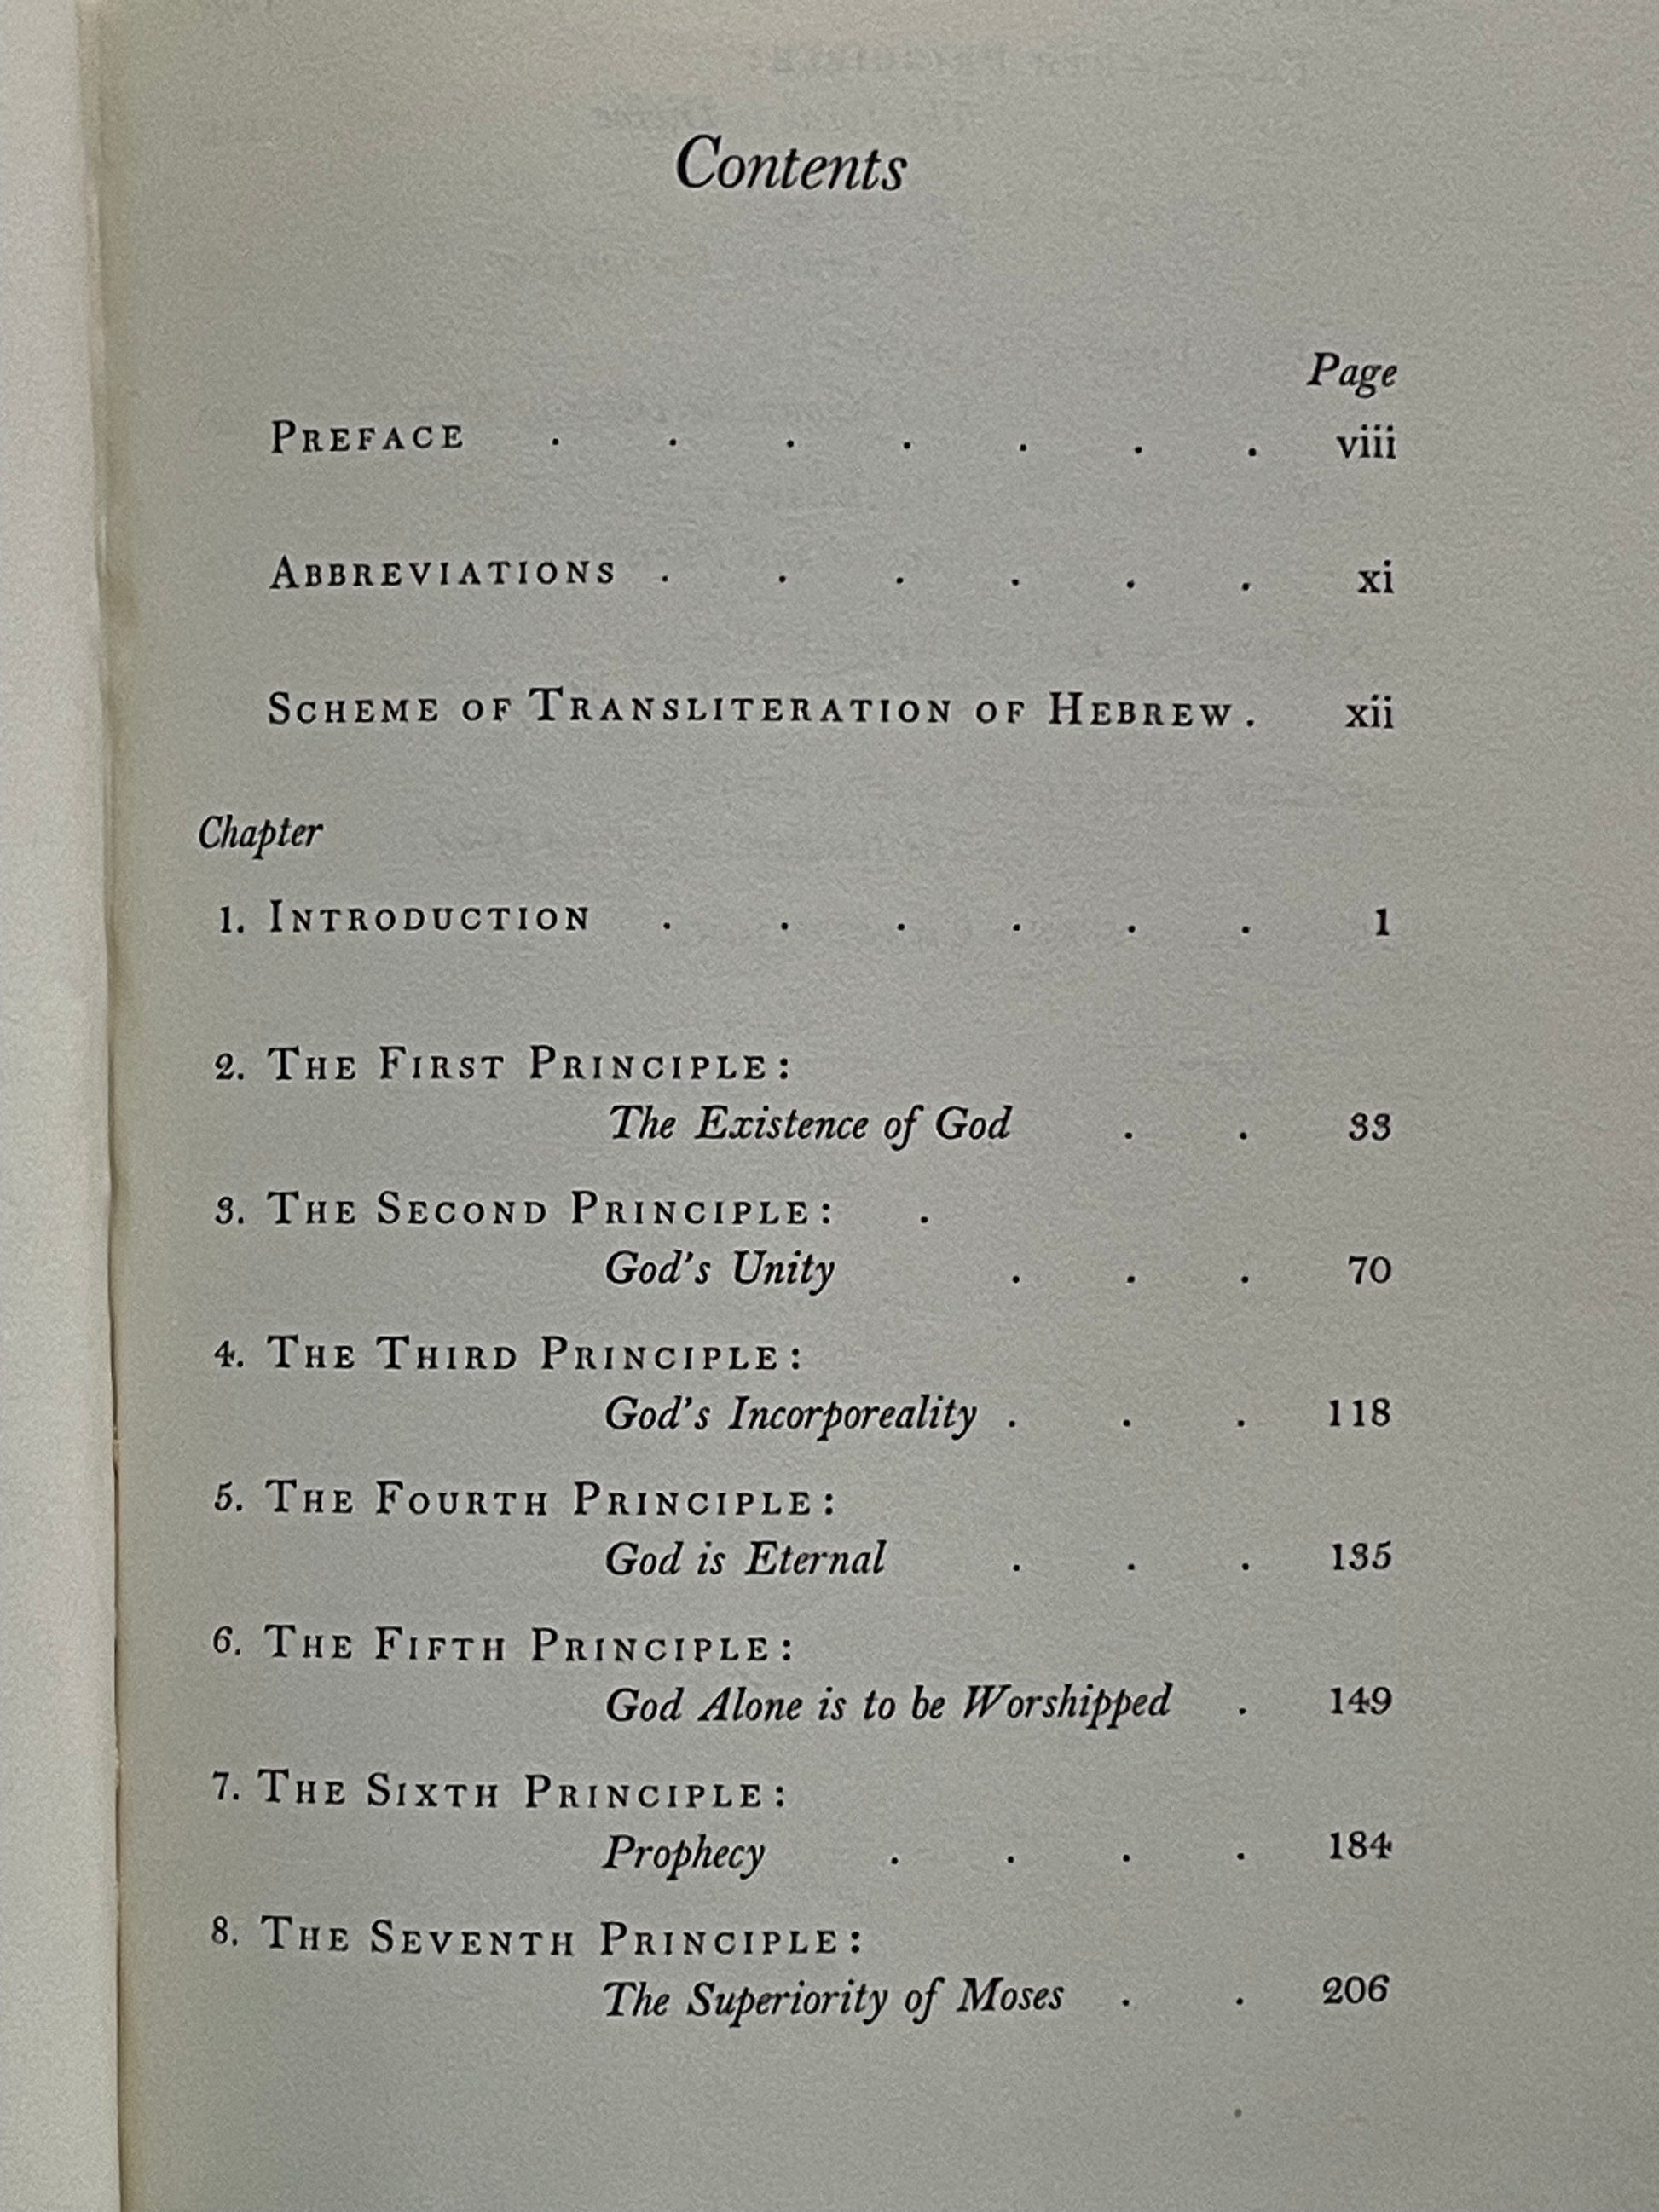 Contents
Page
PREFACE . . . . . . . viii
ABBREVIATIONS . . . . . . xi
SCHEME OF TRANSLITERATION OF HEBREW . xii
Chapter
1. INTRODUCTION . . . . . . 1
2. THE FIRST PRINCIPLE:
The Existence of God . . 33
3. THE SECOND PRINCIPLE: .
God's Unity . . . 70
4. THE THIRD PRINCIPLE:
God's Incorporeality . . . 118
5. THE FOURTH PRINCIPLE:
God is Eternal . . . 135
6. THE FIFTH PRINCIPLE:
God Alone is to be Worshipped . 149
7. THE SIXTH PRINCIPLE:
Prophecy . . . . 184
8. THE SEVENTH PRINCIPLE:
The Superiority of Moses . . 206